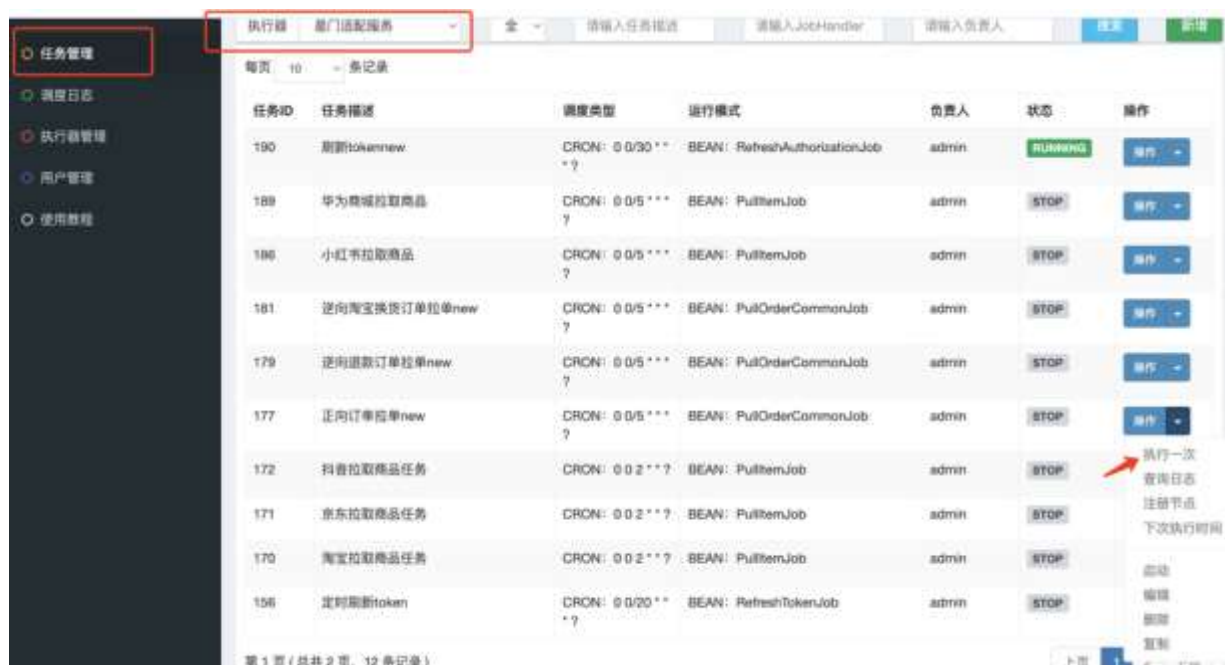 执行器 星门适配服务 全 请输入任务描述 请输入JobHandler 请输入负责人 搜索 新增
任务管理
调度日志
执行器管理
用户管理
使用教程
每页 10 条记录
任务ID 任务描述 调度类型 运行模式 负责人 状态 操作
190 刷新tokennew CRON：0 0/30 * * BEAN：RefreshAuthorizationJob admin RUNNING 操作
* ?
189 华为商城拉取商品 CRON：0 0/5 * * * BEAN：PullItemJob admin STOP 操作
?
186 小红书拉取商品 CRON：0 0/5 * * * BEAN：PullItemJob admin STOP 操作
?
181 逆向淘宝换货订单拉单new CRON：0 0/5 * * * BEAN：PullOrderCommonJob admin STOP 操作
?
179 逆向退款订单拉单new CRON：0 0/5 * * * BEAN：PullOrderCommonJob admin STOP 操作
?
177 正向订单拉单new CRON：0 0/5 * * * BEAN：PullOrderCommonJob admin STOP 操作
?
执行一次
查询日志
注册节点
下次执行时间
启动
编辑
删除
复制
172 抖音拉取商品任务 CRON：0 0 2 * * ? BEAN：PullItemJob admin STOP
171 京东拉取商品任务 CRON：0 0 2 * * ? BEAN：PullItemJob admin STOP
170 淘宝拉取商品任务 CRON：0 0 2 * * ? BEAN：PullItemJob admin STOP
156 定时刷新token CRON：0 0/20 * * BEAN：RefreshTokenJob admin STOP
* ?
第 1 页 ( 总共 2 页，12 条记录 ) 上页 1